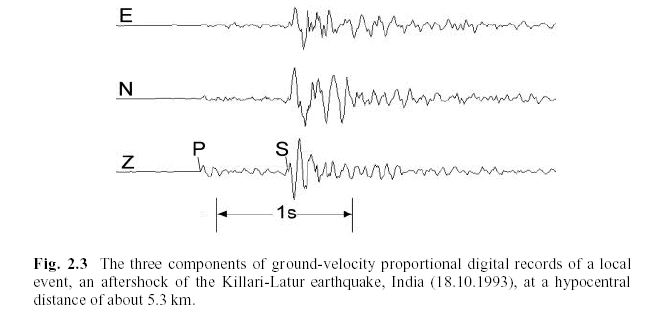 E
N
P
S
Z
1s
Fig. 2.3 The three components of ground-velocity proportional digital records of a local
event, an aftershock of the Killari-Latur earthquake, India (18.10.1993), at a hypocentral
distance of about 5.3 km.